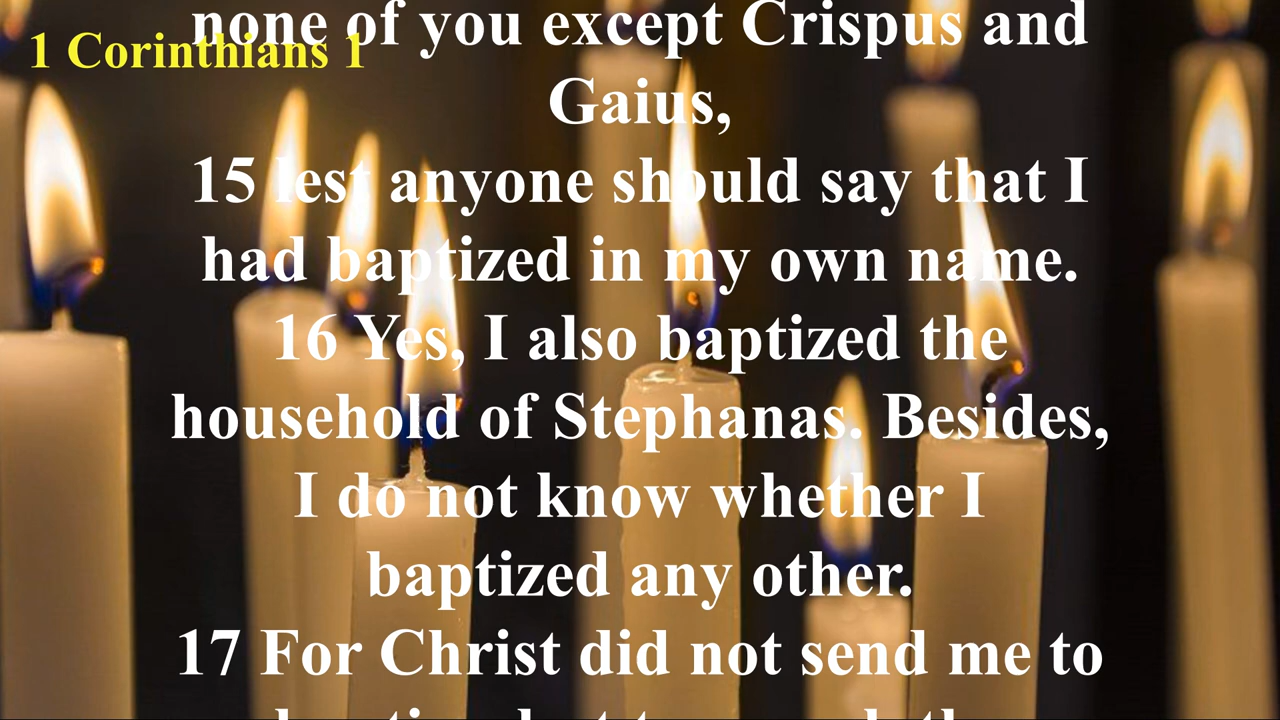 1 Corinthians 1
none of you except Crispus and
Gaius,
15 lest anyone should say that I
had baptized in my own name.
16 Yes, I also baptized the
household of Stephanas. Besides,
I do not know whether I
baptized any other.
17 For Christ did not send me to